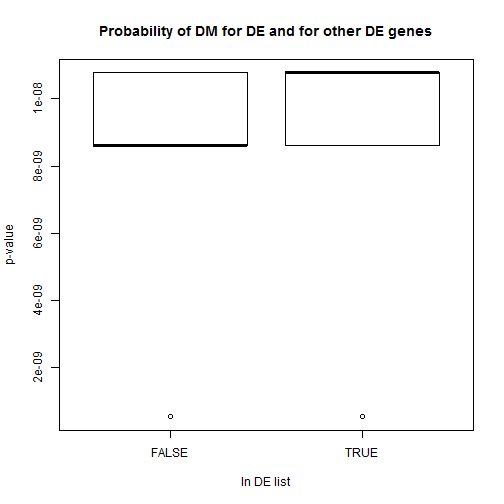 Probability of DM for DE and for other DE genes
1e-08
8e-09
6e-09
4e-09
2e-09
p-value
FALSE
TRUE
In DE list